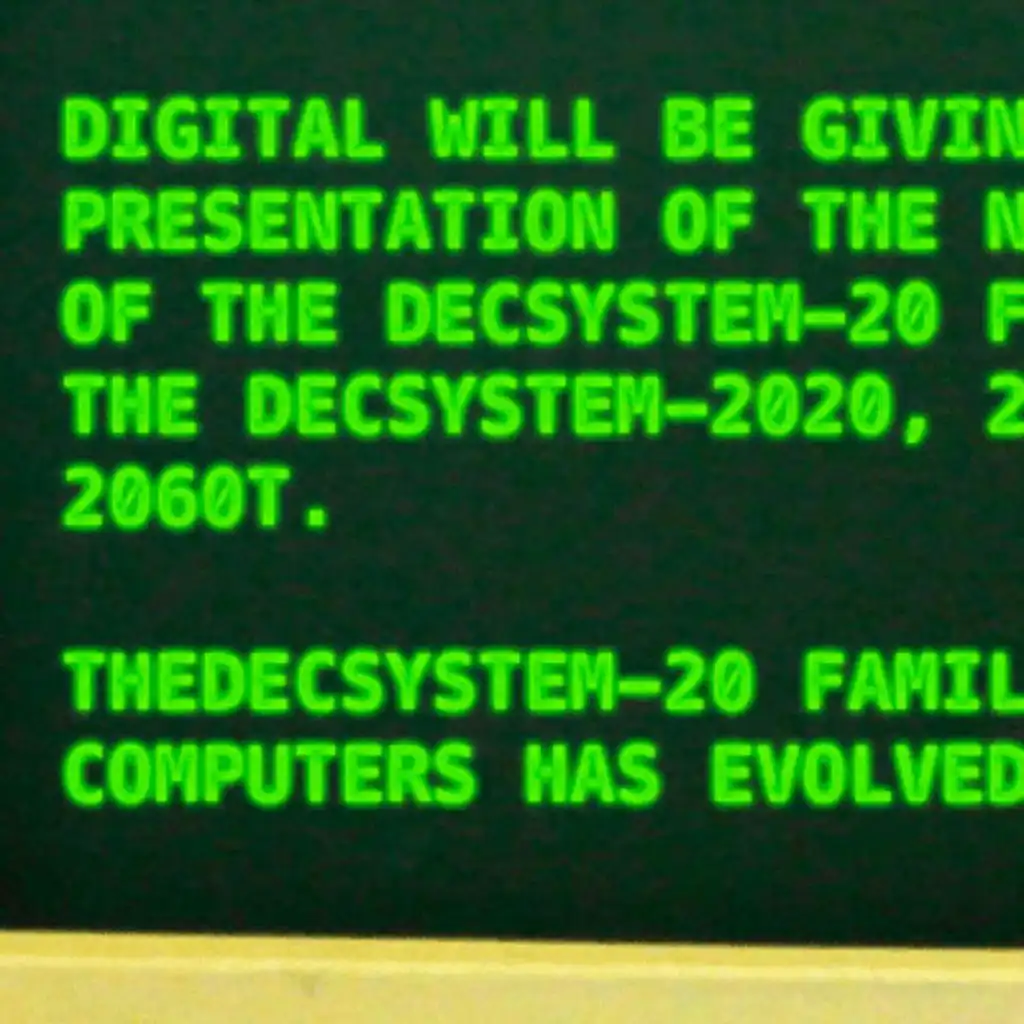 DIGITAL WILL BE GIVIN
PRESENTATION OF THE N
OF THE DECSYSTEM-20 F
THE DECSYSTEM-2020, 2
2060T.
THEDECSYSTEM-20 FAMIL
COMPUTERS HAS EVOLVED